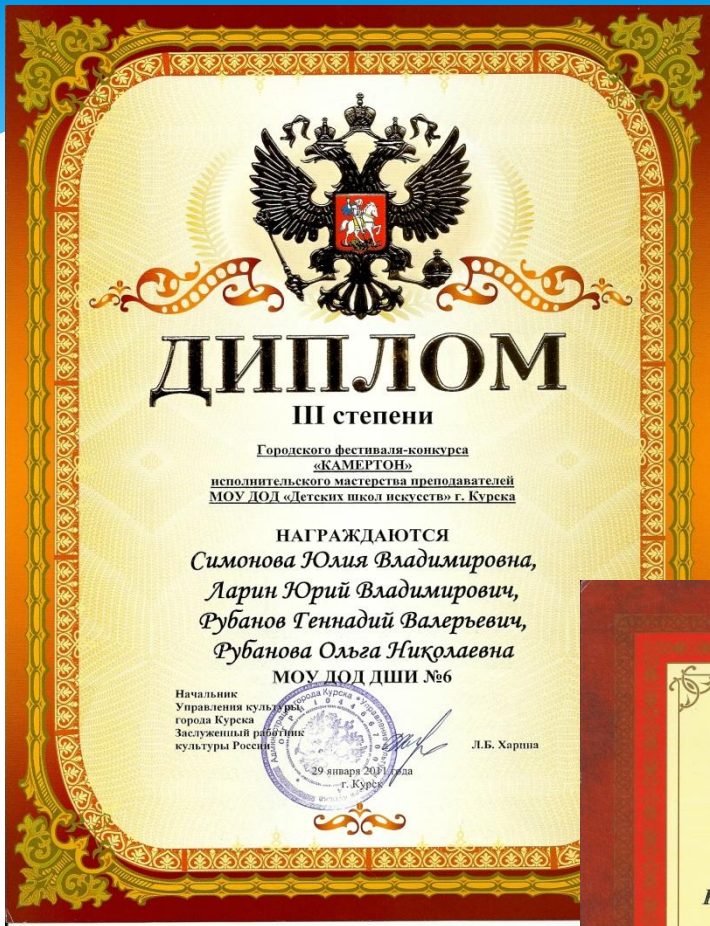 ДИПЛОМ
III степени
Городского фестиваля-конкурса
«КАМЕРТОН»
исполнительского мастерства преподавателей
МОУ ДОД «Детских школ искусств» г. Курска
НАГРАЖДАЮТСЯ
Симонова Юлия Владимировна,
Ларин Юрий Владимирович,
Рубанов Геннадий Валерьевич,
Рубанова Ольга Николаевна
МОУ ДОД ДШИ №6
Начальник
Управления культуры
города Курска
Заслуженный работник
культуры России
Л.Б. Харина
29 января 2011 года
г. Курск